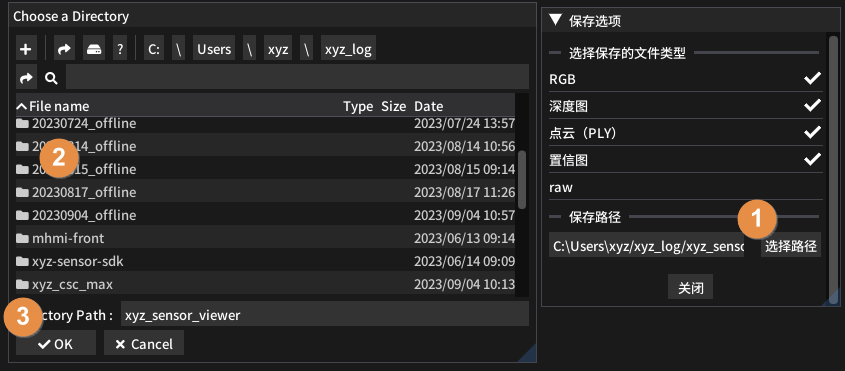 Choose a Directory
+ ? C: \ Users \ xyz \ xyz_log
File name Type Size Date
20230724_offline 2023/07/24 13:57
14_offline 2023/08/14 10:56
15_offline 2023/08/15 09:14
20230817_offline 2023/08/17 11:26
20230904_offline 2023/09/04 10:57
mhmi-front 2023/06/13 09:14
xyz-sensor-sdk 2023/06/14 09:09
xyz_csc_max 2023/09/04 10:13
2
3
ctory Path : xyz_sensor_viewer
OK Cancel
保存选项
选择保存的文件类型
RGB
深度图
点云（PLY）
置信图
raw
保存路径
1
C:\Users\xyz/xyz_log/xyz_senso 选择路径
关闭